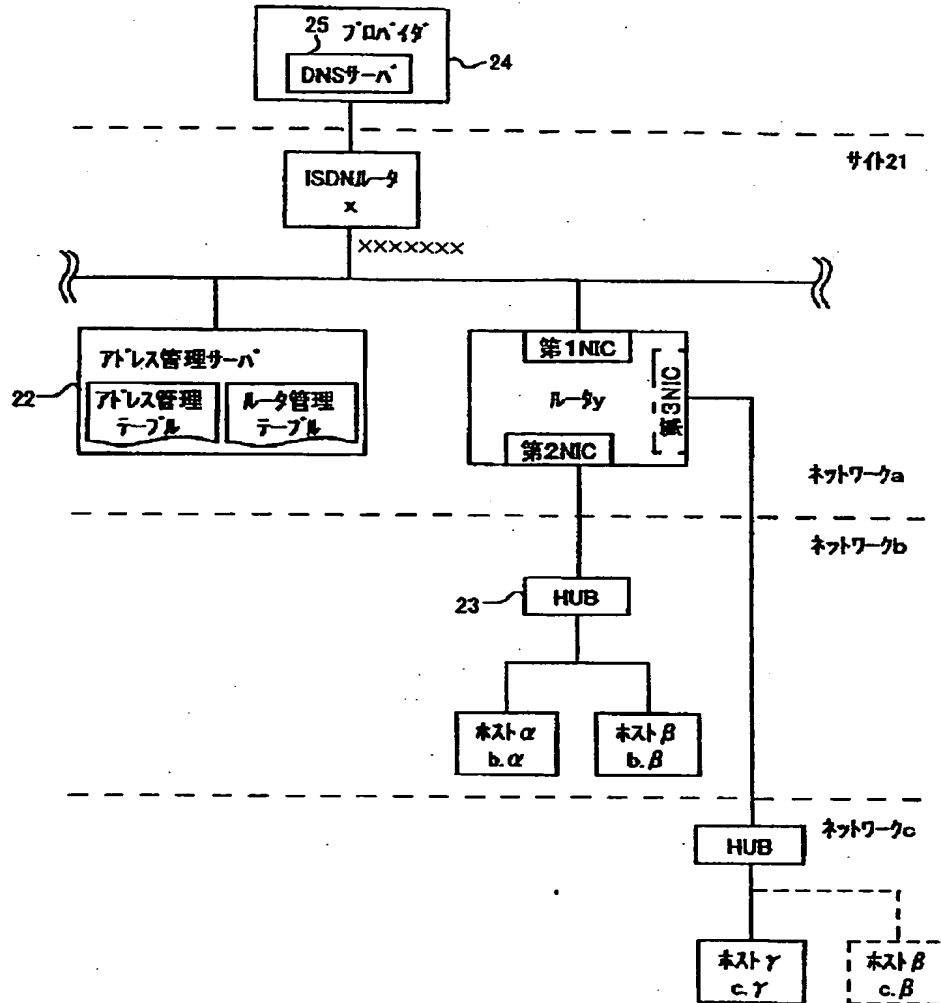 25 プロバイダ
DNSサーバ
24
サイト21
ISDNルータ
x
×××××××
アドレス管理サーバ
22
アドレス管理
テーブル
ルータ管理
テーブル
第1NIC
ルータy
第3NIC
第2NIC
ネットワークa
ネットワークb
23
HUB
ホストα
b.α
ホストβ
b.β
ネットワークc
HUB
ホストγ
c.γ
ホストβ
c.β